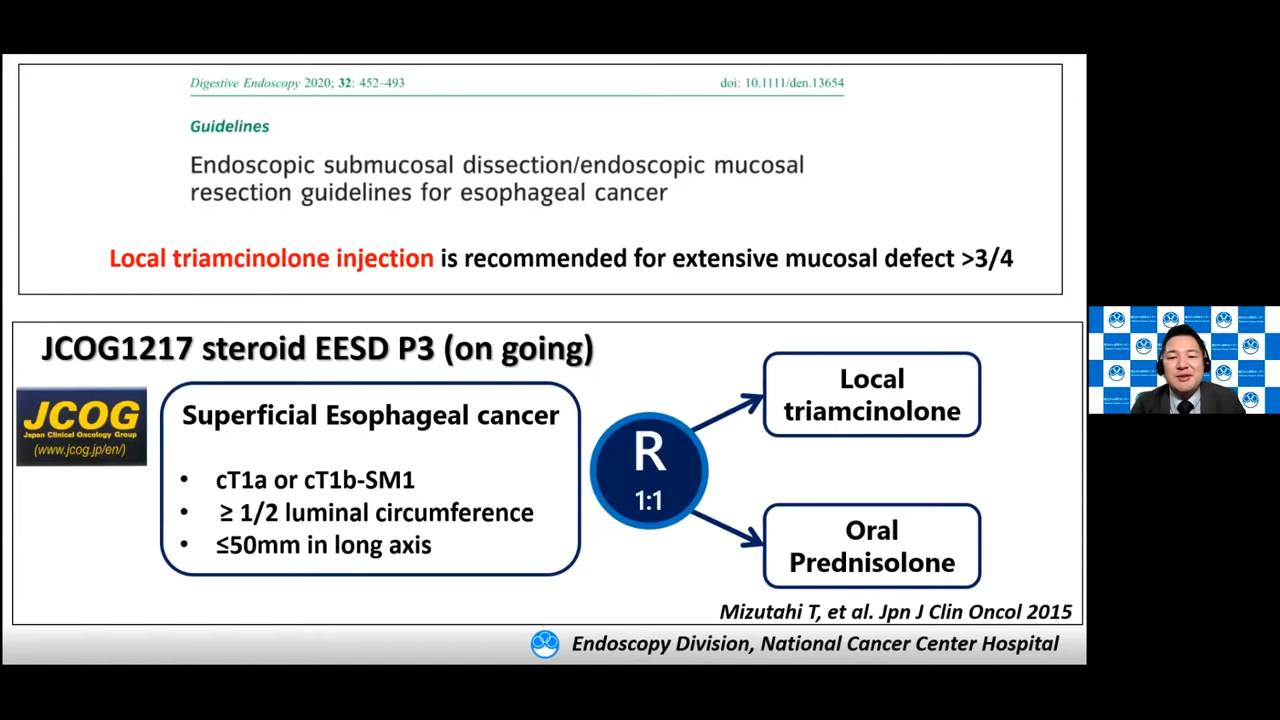 Digestive Endoscopy 2020; 32: 452–493
doi: 10.1111/den.13654
Guidelines
Endoscopic submucosal dissection/endoscopic mucosal
resection guidelines for esophageal cancer
Local triamcinolone injection is recommended for extensive mucosal defect >3/4
JCOG1217 steroid EESD P3 (on going)
JCOG
Japan Clinical Oncology Group
(www.jcog.jp/en/)
Superficial Esophageal cancer
• cT1a or cT1b-SM1
• ≥ 1/2 luminal circumference
• ≤50mm in long axis
R
1:1
Local
triamcinolone
Oral
Prednisolone
Mizutahi T, et al. Jpn J Clin Oncol 2015
Endoscopy Division, National Cancer Center Hospital